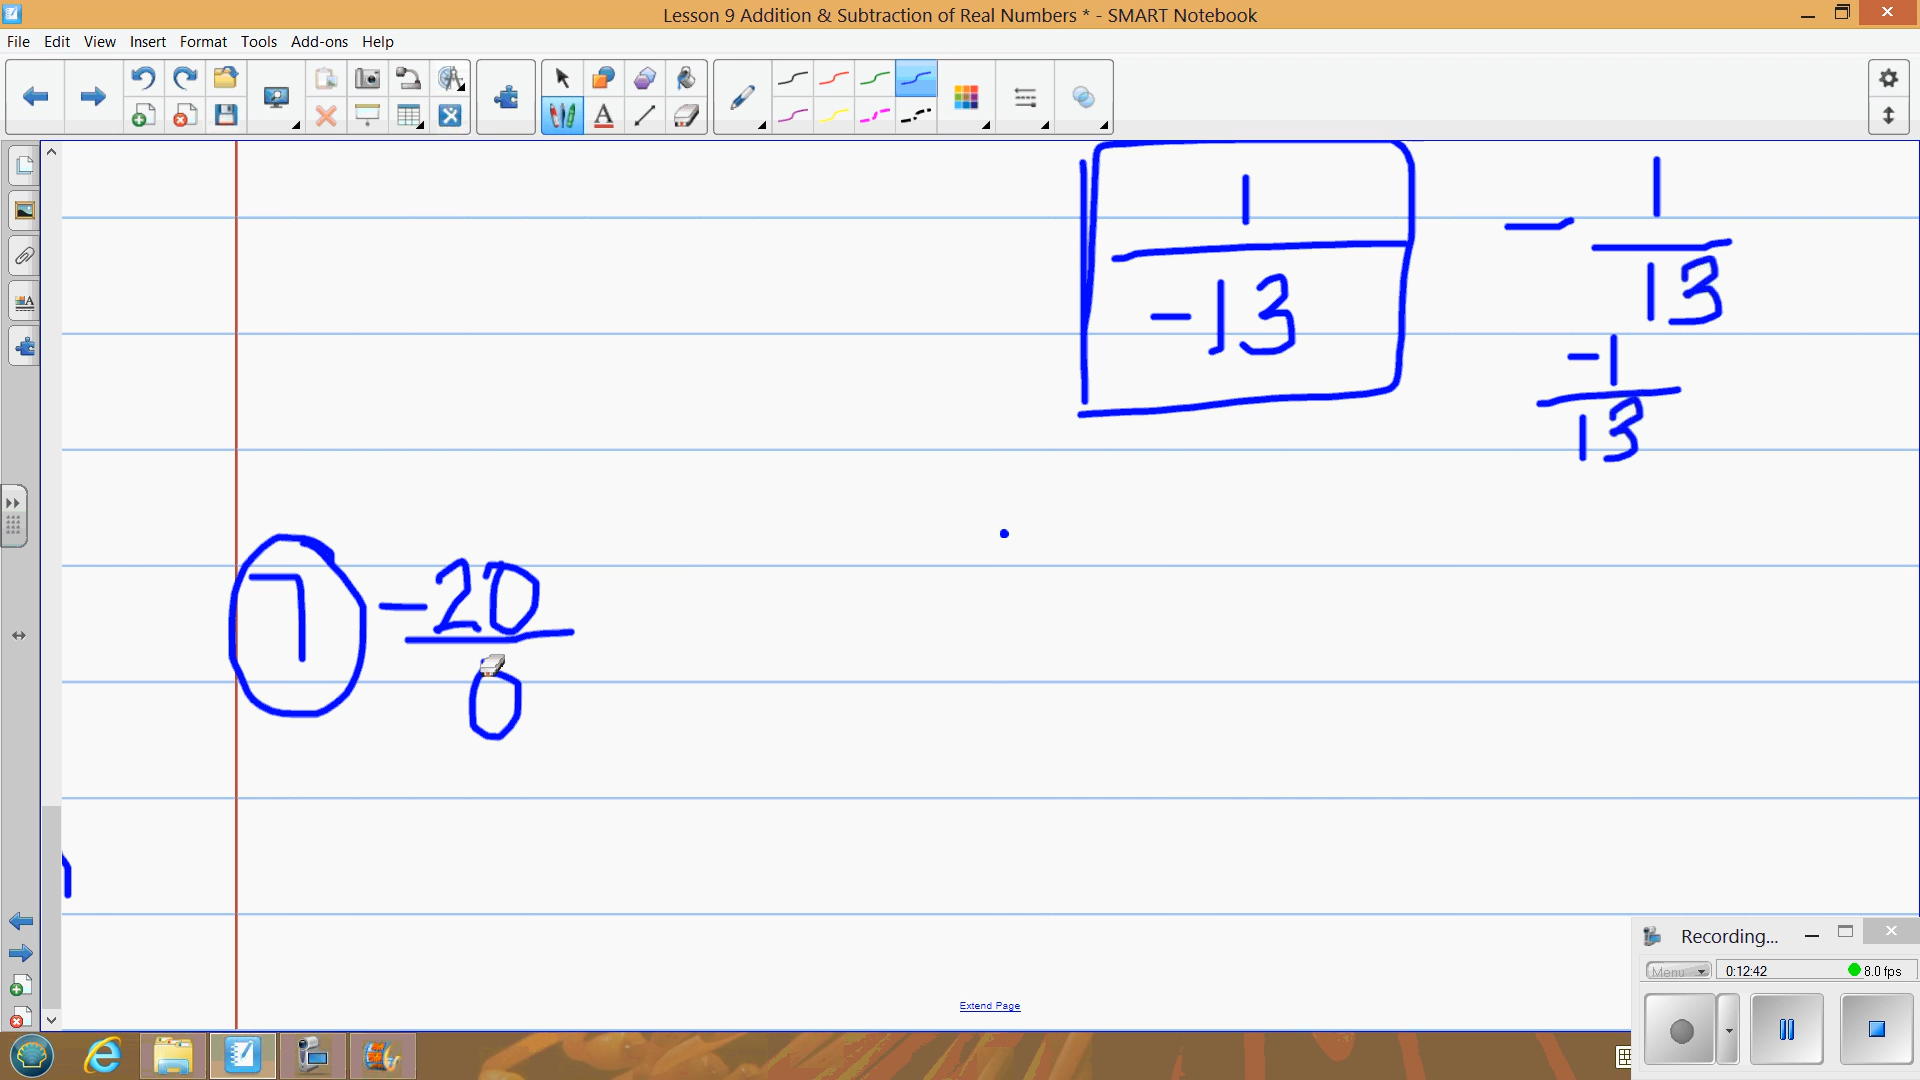 Lesson 9 Addition & Subtraction of Real Numbers * - SMART Notebook
File Edit View Insert Format Tools Add-ons Help
1
-13
- 1
13
-1
13
7 -20
0
Recording...
Menu 0:12:42 8.0 fps
Extend Page